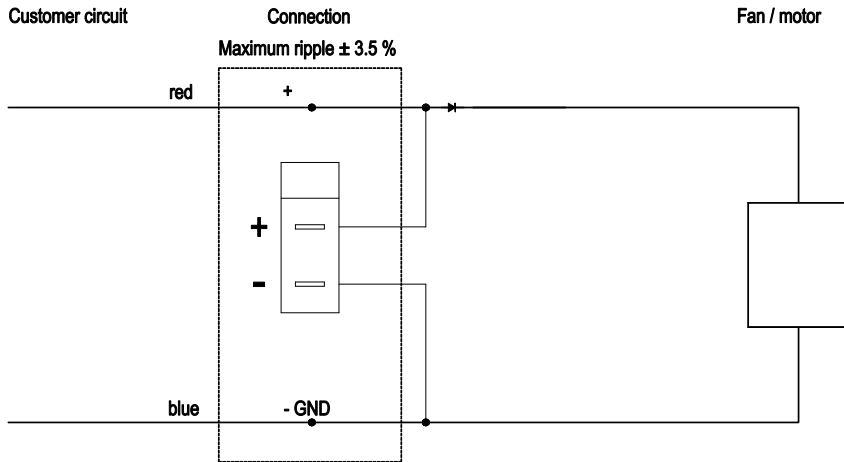 Customer circuit Connection Fan / motor
Maximum ripple ± 3.5 %
red +
+
-
blue - GND